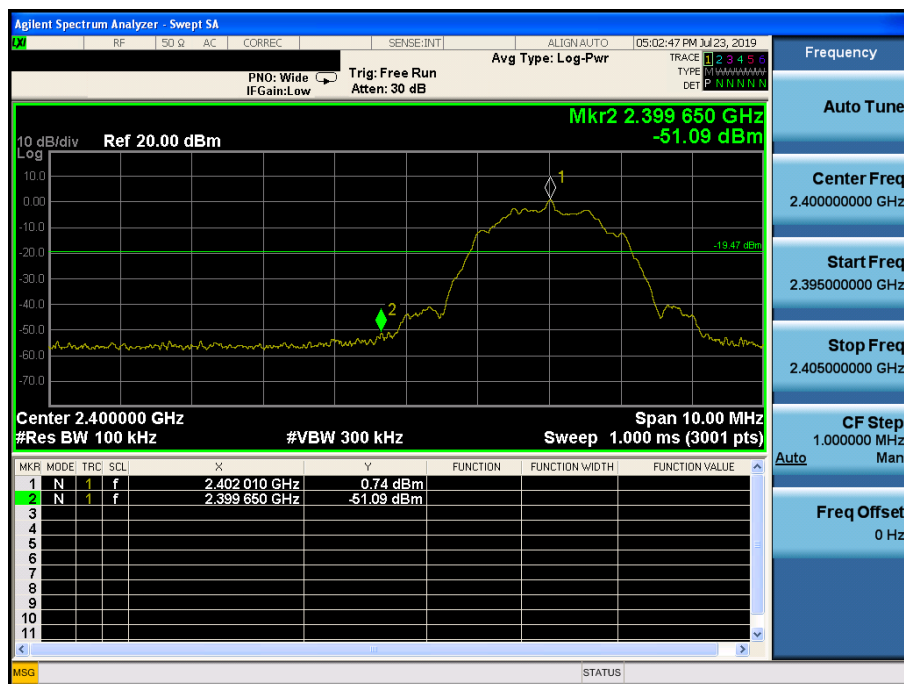 Agilent Spectrum Analyzer - Swept SA
LXI RF 50 Ω AC CORREC SENSE:INT ALIGN AUTO 05:02:47 PM Jul 23, 2019
Frequency
Avg Type: Log-Pwr
TRACE 1 2 3 4 5 6
TYPE M WWWWW
DET P N N N N N
PNO: Wide
IFGain:Low
Trig: Free Run
Atten: 30 dB
Auto Tune
Mkr2 2.399 650 GHz
-51.09 dBm
10 dB/div
Log
Ref 20.00 dBm
10.0
0.00
-10.0
-20.0
-30.0
-40.0
-50.0
-60.0
-70.0
1
2
-19.47 dBm
Center Freq
2.400000000 GHz
Start Freq
2.395000000 GHz
Stop Freq
2.405000000 GHz
Center 2.400000 GHz
Span 10.00 MHz
#Res BW 100 kHz
#VBW 300 kHz
Sweep 1.000 ms (3001 pts)
CF Step
1.000000 MHz
Auto Man
MKR MODE TRC SCL X Y FUNCTION FUNCTION WIDTH FUNCTION VALUE
1 N 1 f 2.402 010 GHz 0.74 dBm
2 N 1 f 2.399 650 GHz -51.09 dBm
3
4
5
6
7
8
9
10
11
Freq Offset
0 Hz
MSG
STATUS